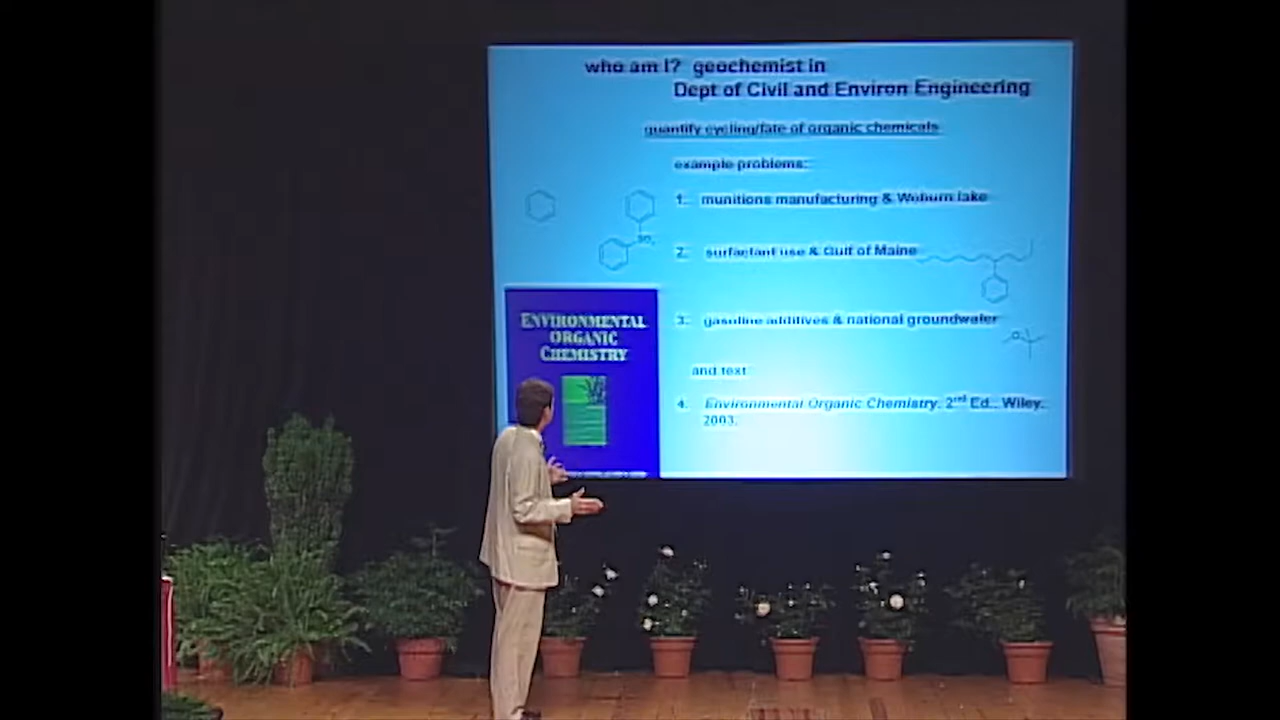 who am I? geochemist in
Dept of Civil and Environ Engineering
quantify cycling/fate of organic chemicals
example problems:
1. munitions manufacturing & Woburn lake
SO₂
2. surfactant use & Gulf of Maine
3. gasoline additives & national groundwater
O
and text
4. Environmental Organic Chemistry. 2nd Ed., Wiley.
2003.
ENVIRONMENTAL
ORGANIC
CHEMISTRY